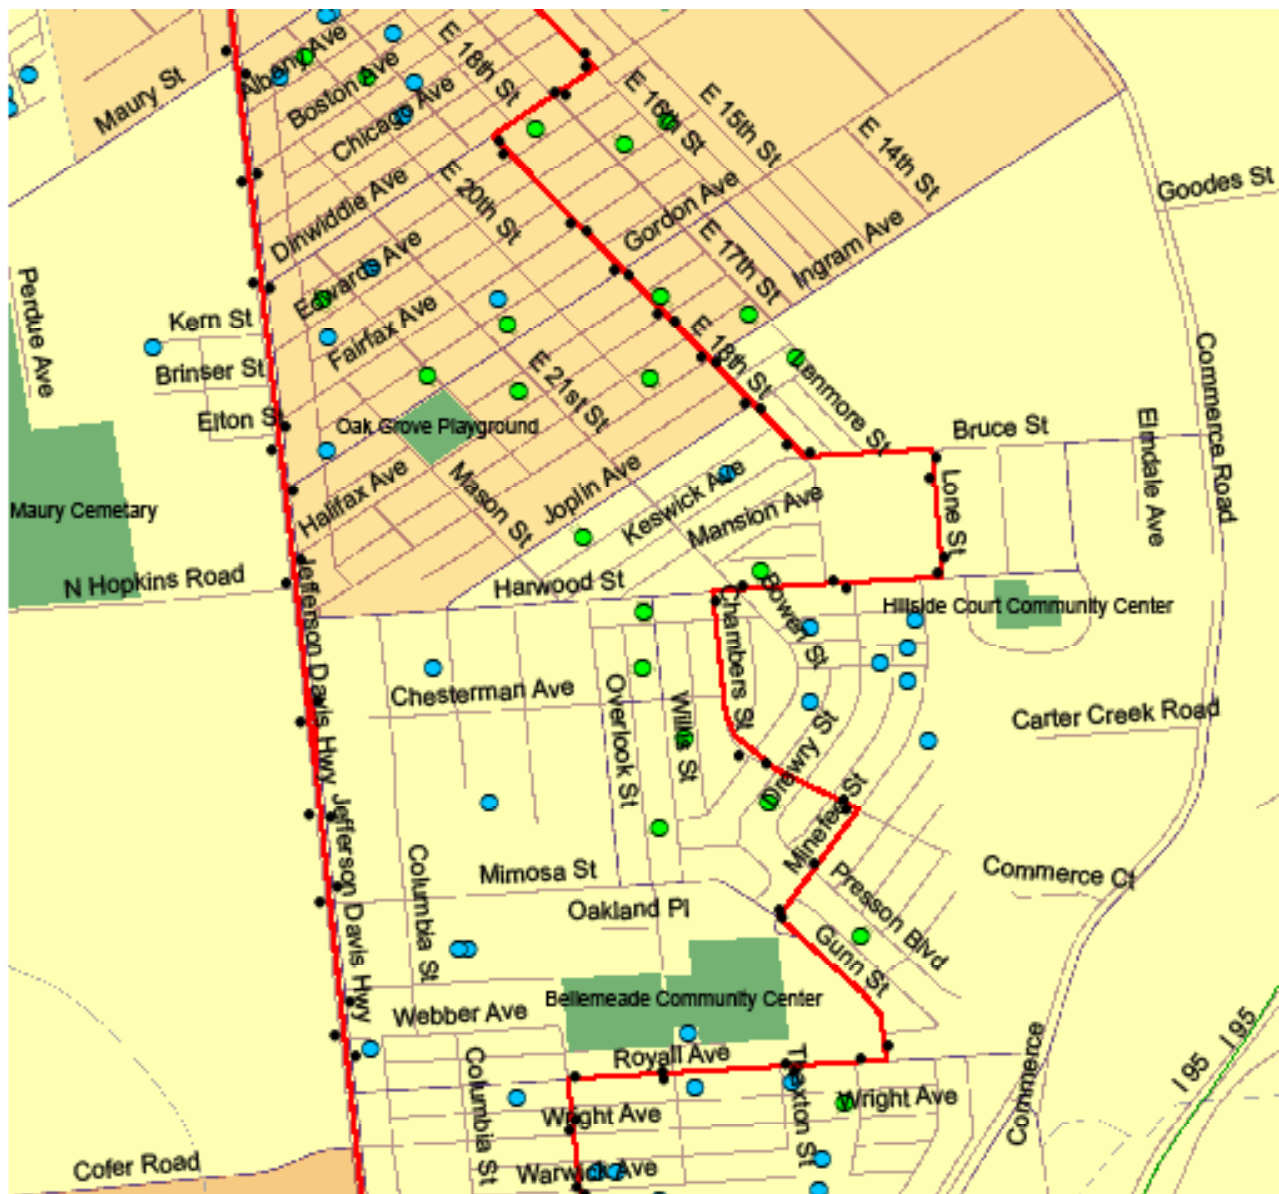 Albany Ave
E 18th St
Maury St
Boston Ave
E 16th St
E 15th St
Chicago Ave
E 14th St
Goodes St
Dinwiddie Ave
E 20th St
Gordon Ave
Ingram Ave
E 17th St
Perdue Ave
Edwards Ave
Kern St
Fairfax Ave
E 18th St
Commerce Road
Brinser St
E 21st St
Lenmore St
Elton St
Oak Grove Playground
Bruce St
Elmdale Ave
Halifax Ave
Mason St
Joplin Ave
Keswick Ave
Mansion Ave
Lone St
Maury Cemetary
N Hopkins Road
Harwood St
Bowen St
Hillside Court Community Center
Jefferson Davis Hwy
Chambers St
Chesterman Ave
Overlook St
Willis St
Carter Creek Road
Drewry St
Minefee St
Jefferson Davis Hwy
Columbia St
Mimosa St
Presson Blvd
Commerce Ct
Oakland Pl
Gunn St
Bellemeade Community Center
Webber Ave
I 95
I 95
Royall Ave
Commerce
Columbia St
Thaxton St
Wright Ave
Wright Ave
Cofer Road
Warwick Ave